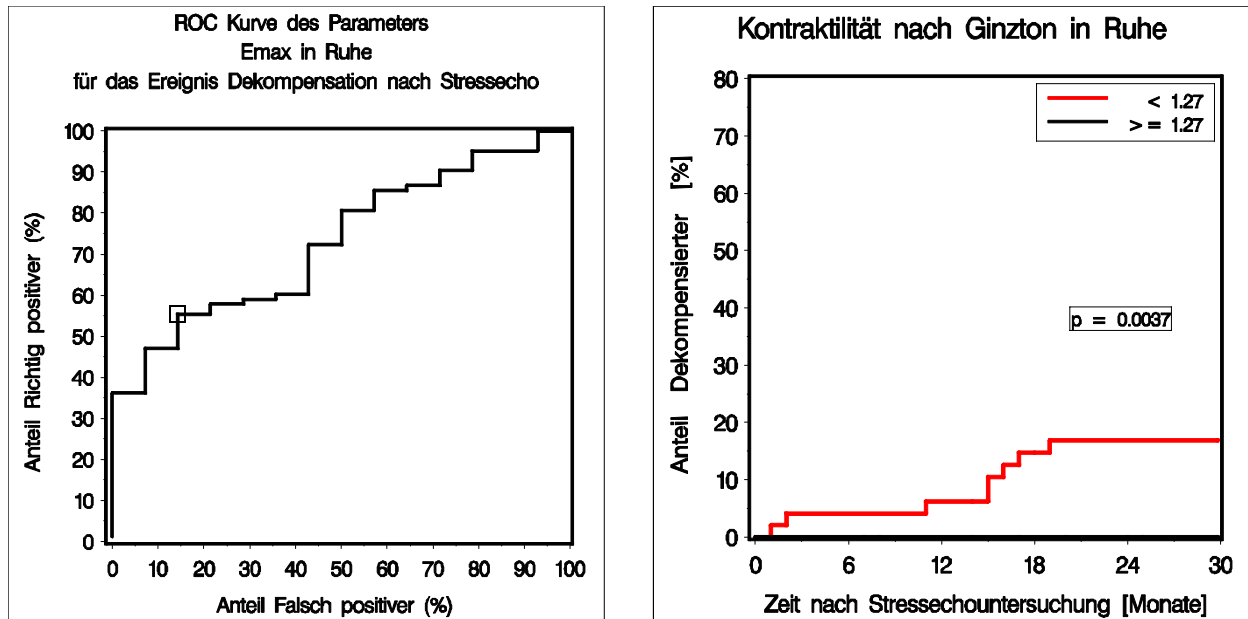 ROC Kurve des Parameters
Emax in Ruhe
für das Ereignis Dekompensation nach Stressecho
100
90
80
70
60
50
40
30
20
10
0
Anteil Richtig positiver (%)
0 10 20 30 40 50 60 70 80 90 100
Anteil Falsch positiver (%)
Kontraktilität nach Ginzton in Ruhe
80
70
60
50
40
30
20
10
0
Anteil Dekompensierter [%]
< 1.27
>= 1.27
p = 0.0037
0 6 12 18 24 30
Zeit nach Stressechountersuchung [Monate]